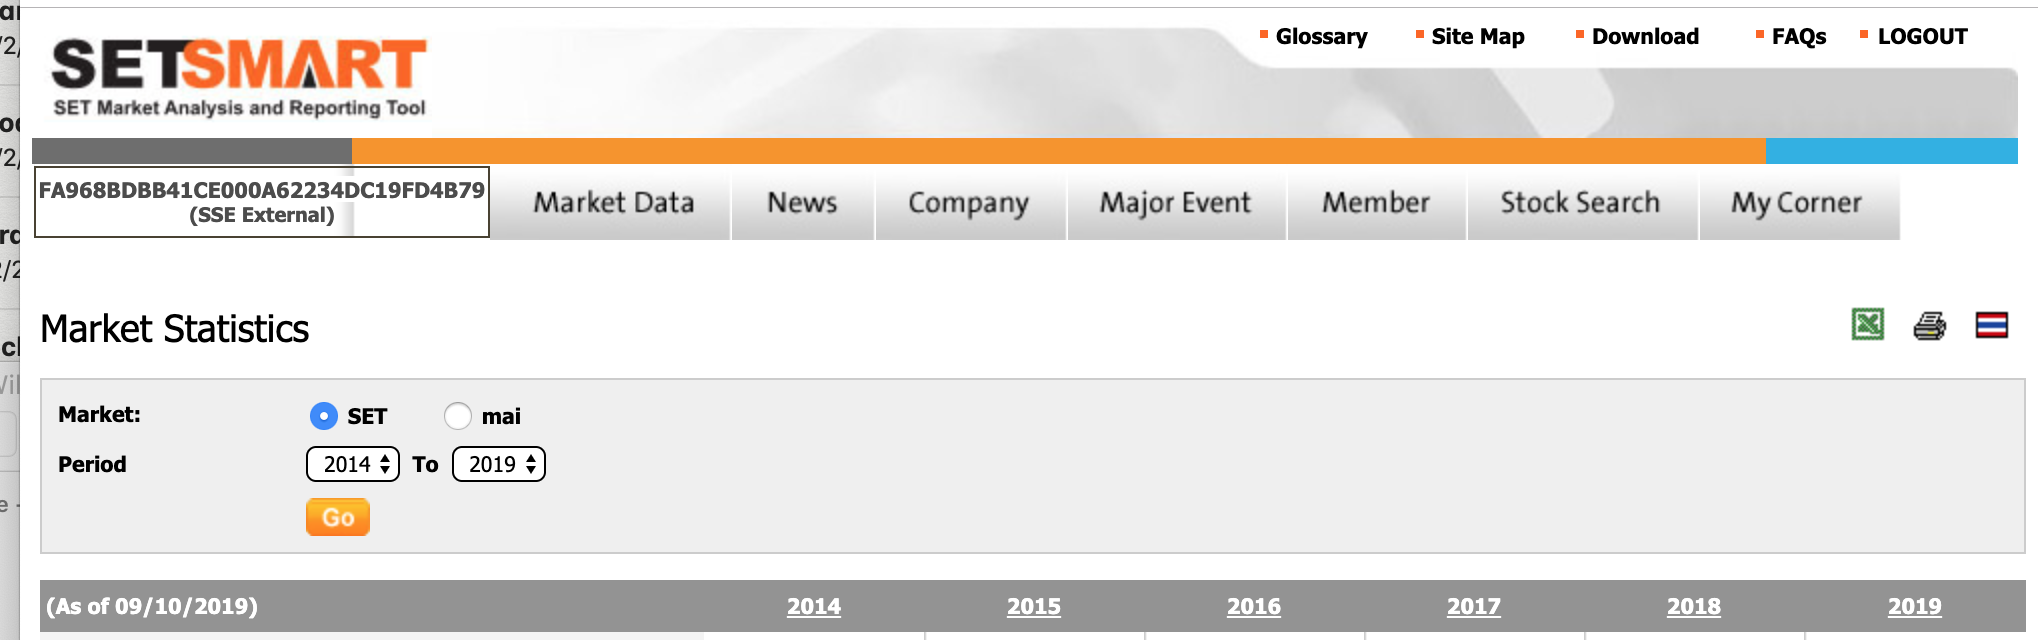 Glossary Site Map Download FAQs LOGOUT
SETSMART
SET Market Analysis and Reporting Tool
FA968BDBB41CE000A62234DC19FD4B79
(SSE External)
Market Data News Company Major Event Member Stock Search My Corner
Market Statistics
Market: SET mai
Period 2014 To 2019
Go
(As of 09/10/2019) 2014 2015 2016 2017 2018 2019